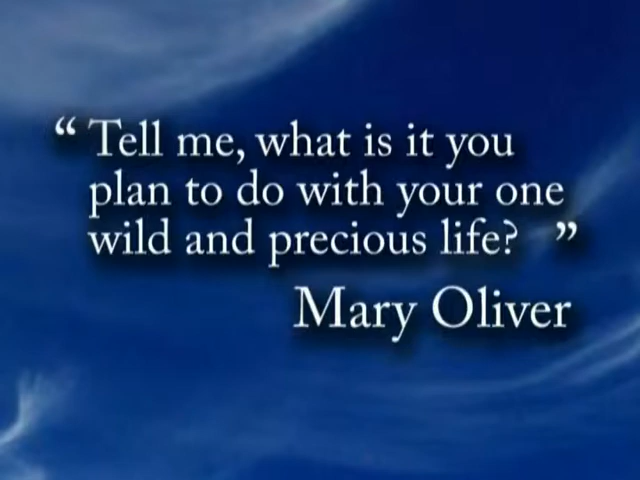 “ Tell me, what is it you
plan to do with your one
wild and precious life? ”
Mary Oliver